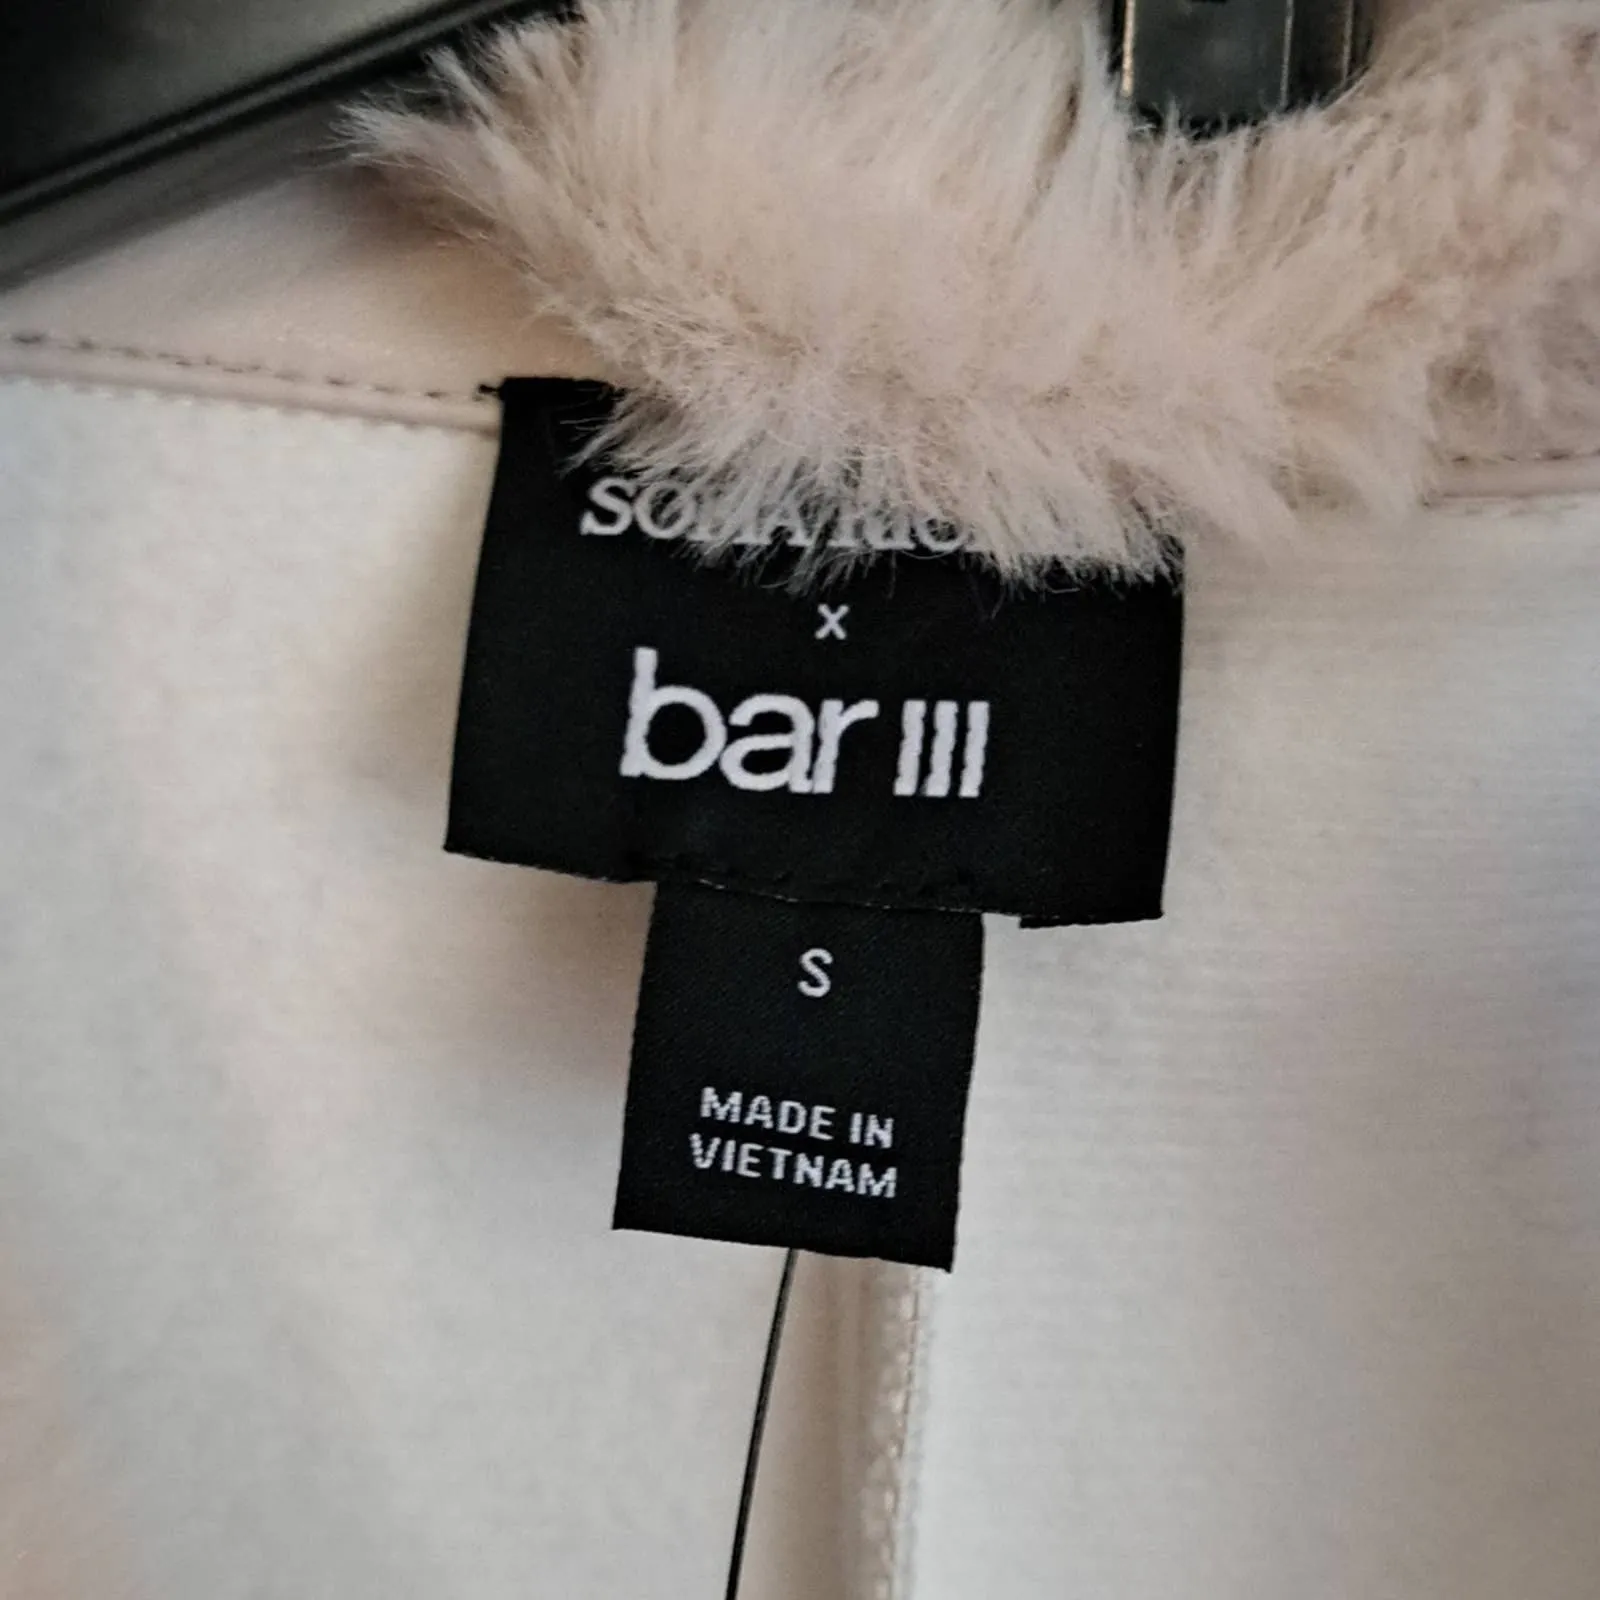 x
bar III
S
MADE IN
VIETNAM